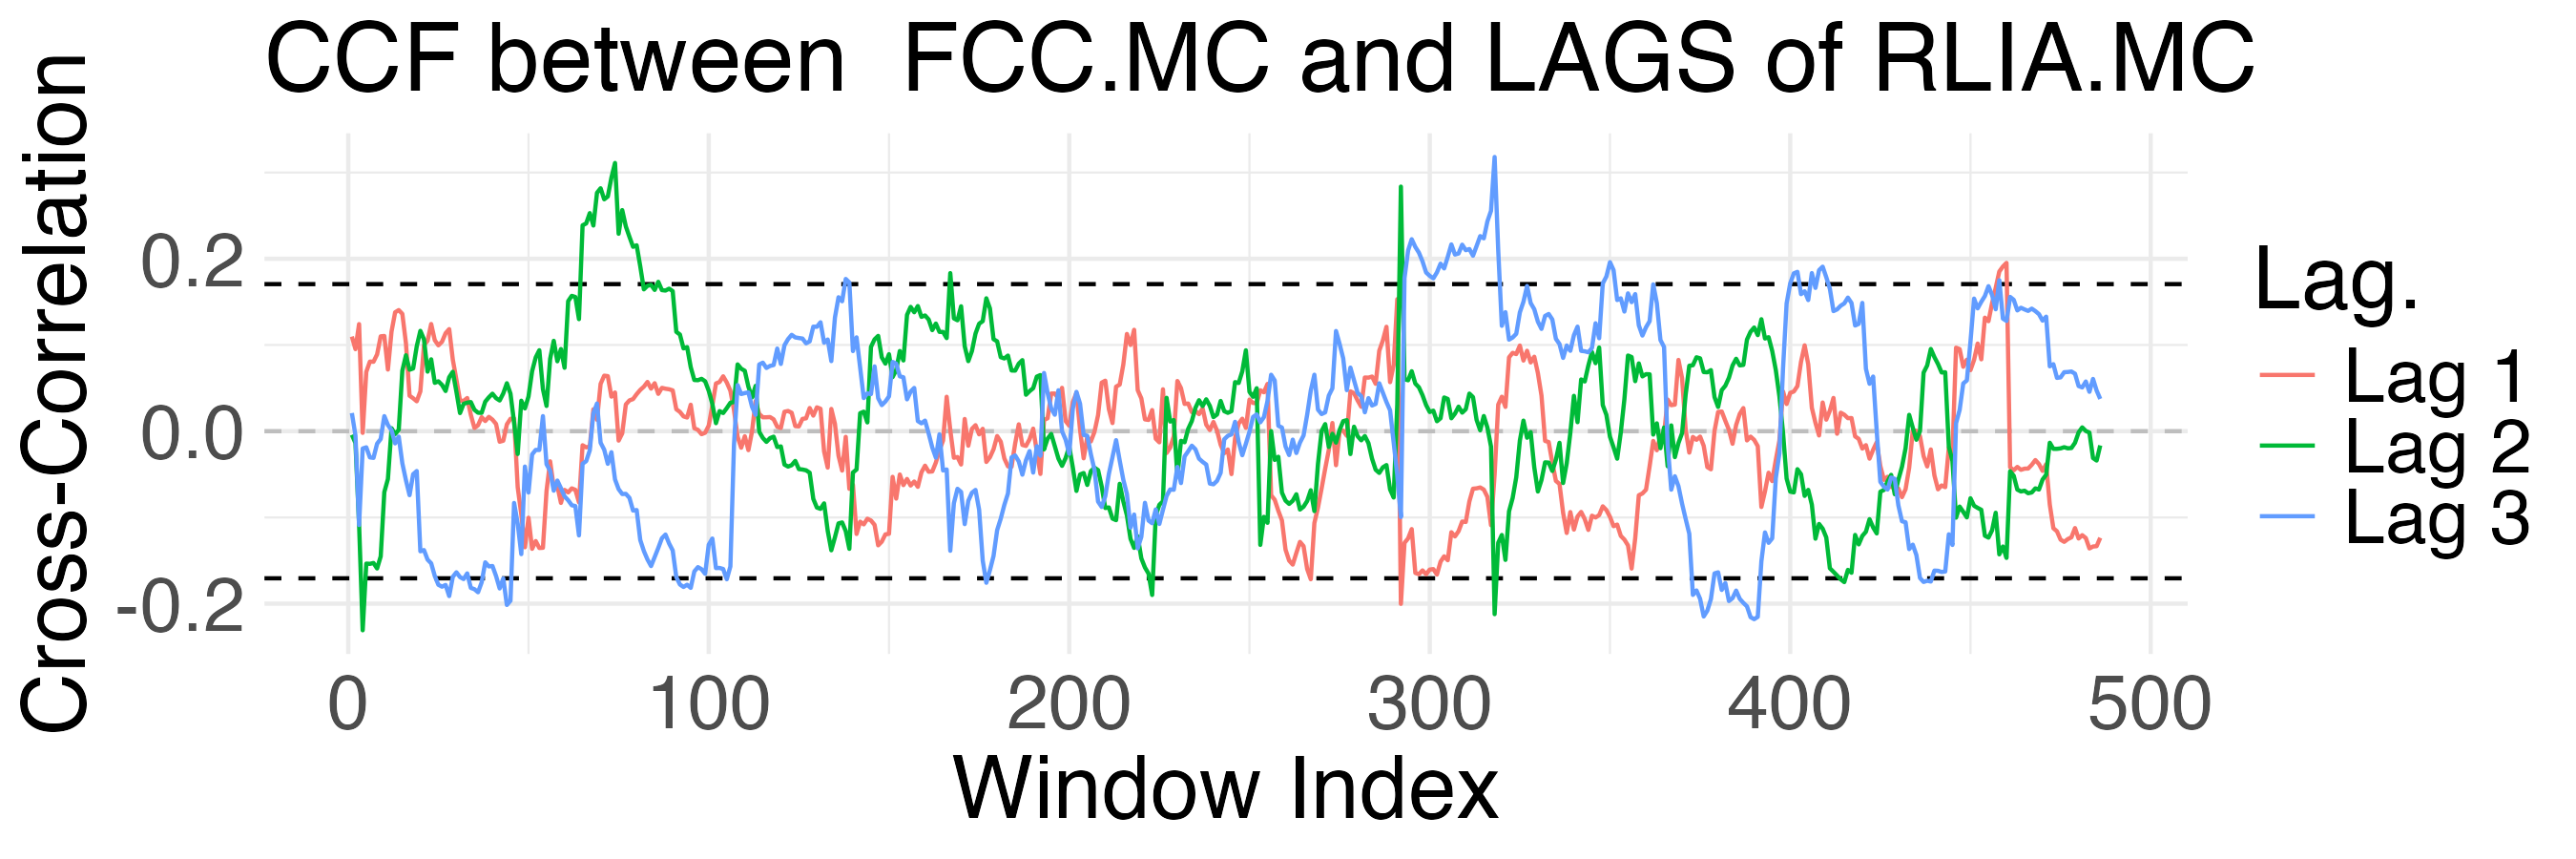 CCF between  FCC.MC and LAGS of RLIA.MC
Cross-Correlation
0.2
0.0
-0.2
0 100 200 300 400 500
Window Index
Lag.
Lag 1
Lag 2
Lag 3